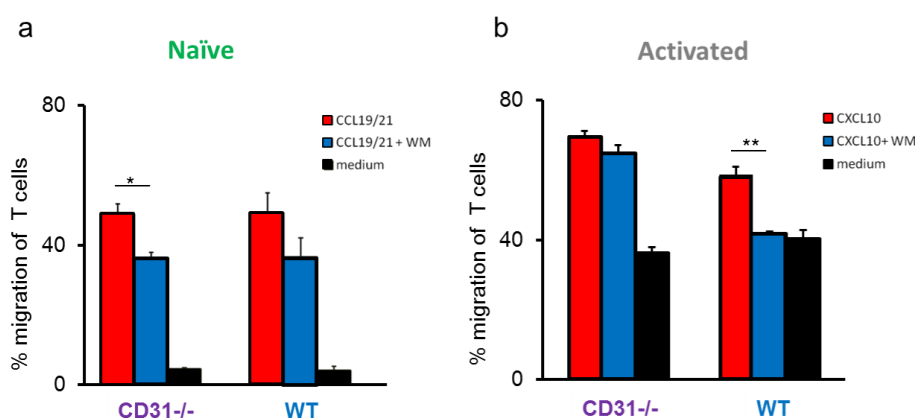 a
Naïve
80
40
0
% migration of T cells
CCL19/21
CCL19/21 + WM
medium
*
CD31-/-
WT
b
Activated
80
40
0
% migration of T cells
CXCL10
CXCL10+ WM
medium
**
CD31-/-
WT